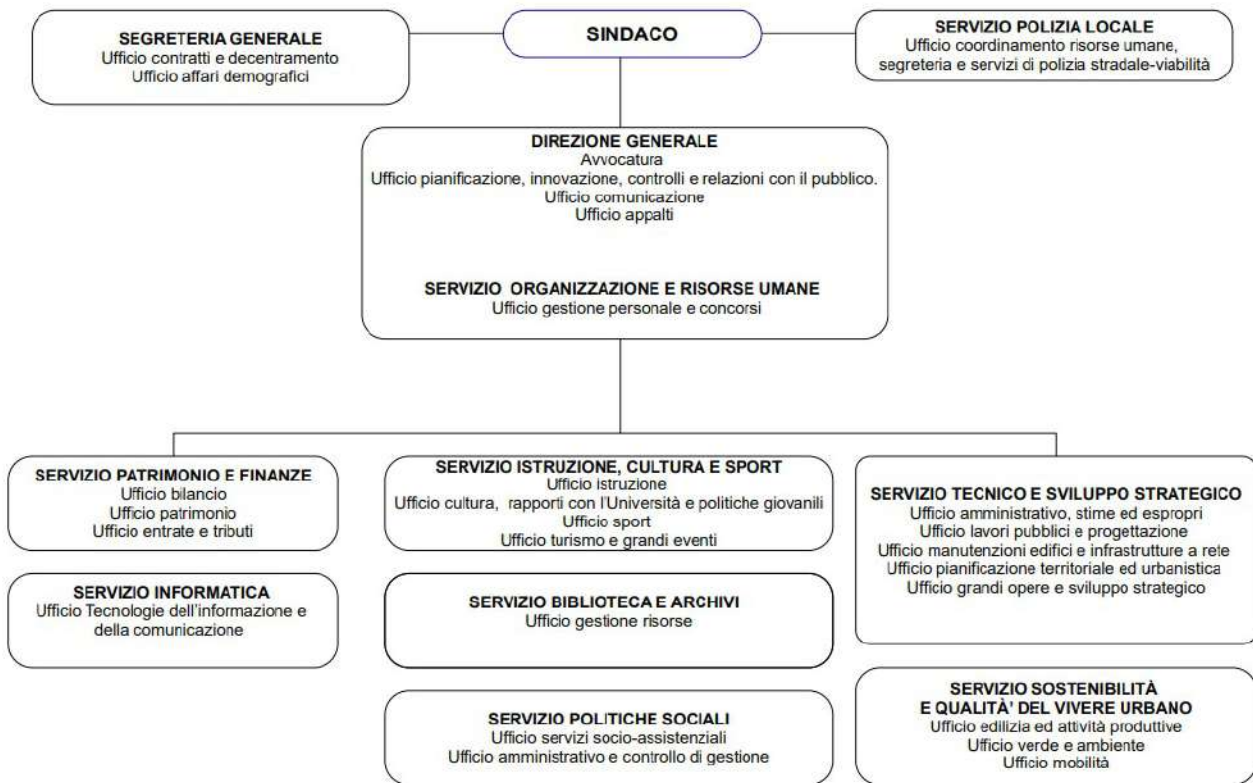 SEGRETERIA GENERALE
Ufficio contratti e decentramento
Ufficio affari demografici
SINDACO
SERVIZIO POLIZIA LOCALE
Ufficio coordinamento risorse umane,
segreteria e servizi di polizia stradale-viabilità
DIREZIONE GENERALE
Avvocatura
Ufficio pianificazione, innovazione, controlli e relazioni con il pubblico.
Ufficio comunicazione
Ufficio appalti
SERVIZIO ORGANIZZAZIONE E RISORSE UMANE
Ufficio gestione personale e concorsi
SERVIZIO PATRIMONIO E FINANZE
Ufficio bilancio
Ufficio patrimonio
Ufficio entrate e tributi
SERVIZIO INFORMATICA
Ufficio Tecnologie dell'informazione e
della comunicazione
SERVIZIO ISTRUZIONE, CULTURA E SPORT
Ufficio istruzione
Ufficio cultura, rapporti con l'Università e politiche giovanili
Ufficio sport
Ufficio turismo e grandi eventi
SERVIZIO BIBLIOTECA E ARCHIVI
Ufficio gestione risorse
SERVIZIO POLITICHE SOCIALI
Ufficio servizi socio-assistenziali
Ufficio amministrativo e controllo di gestione
SERVIZIO TECNICO E SVILUPPO STRATEGICO
Ufficio amministrativo, stime ed espropri
Ufficio lavori pubblici e progettazione
Ufficio manutenzioni edifici e infrastrutture a rete
Ufficio pianificazione territoriale ed urbanistica
Ufficio grandi opere e sviluppo strategico
SERVIZIO SOSTENIBILITÀ
E QUALITÀ' DEL VIVERE URBANO
Ufficio edilizia ed attività produttive
Ufficio verde e ambiente
Ufficio mobilità